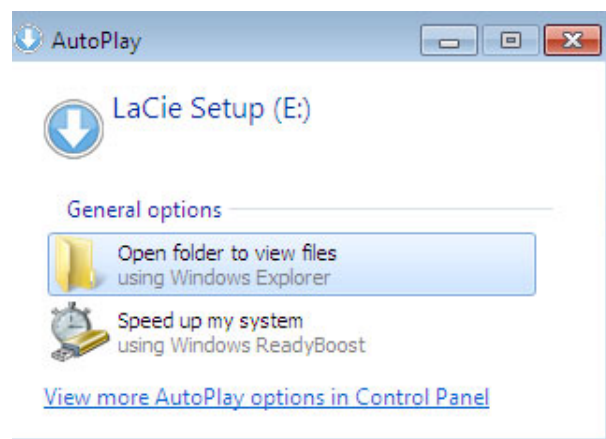 AutoPlay
LaCie Setup (E:)
General options
Open folder to view files
using Windows Explorer
Speed up my system
using Windows ReadyBoost
View more AutoPlay options in Control Panel